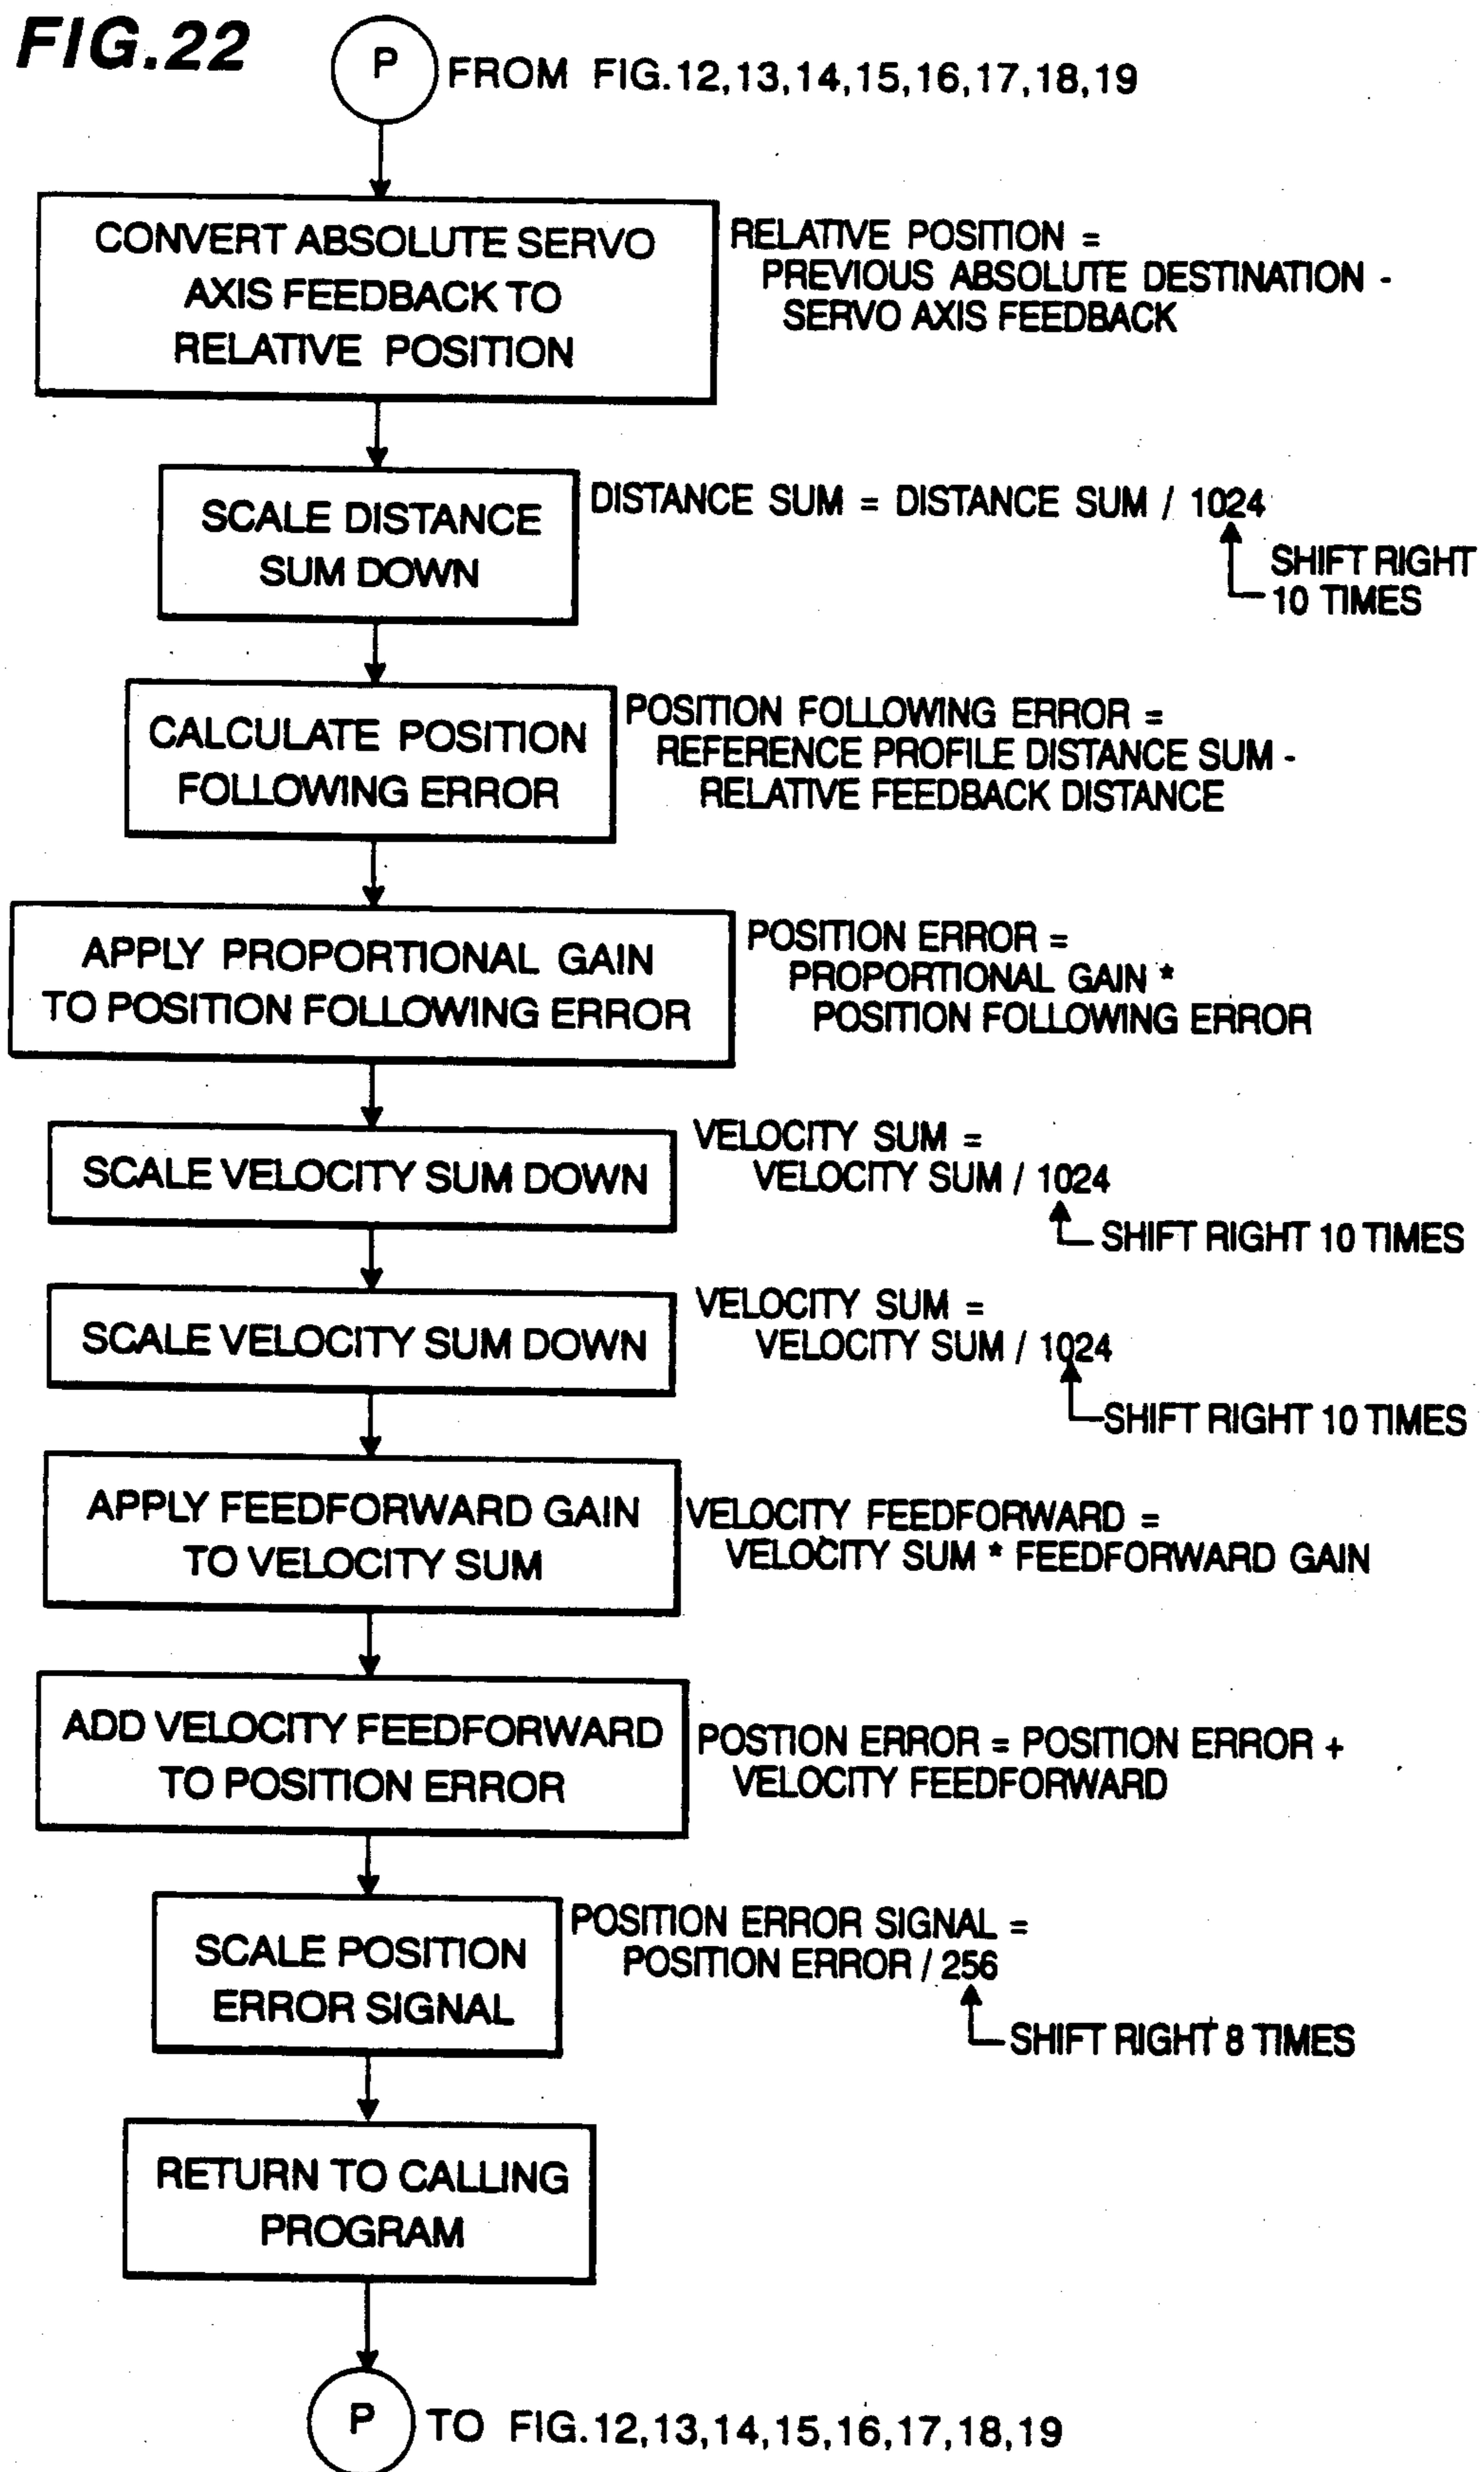 FIG.22
P
FROM FIG.12,13,14,15,16,17,18,19
CONVERT ABSOLUTE SERVO
AXIS FEEDBACK TO
RELATIVE POSITION
RELATIVE POSITION =
PREVIOUS ABSOLUTE DESTINATION -
SERVO AXIS FEEDBACK
SCALE DISTANCE
SUM DOWN
DISTANCE SUM = DISTANCE SUM / 1024
SHIFT RIGHT
10 TIMES
CALCULATE POSITION
FOLLOWING ERROR
POSITION FOLLOWING ERROR =
REFERENCE PROFILE DISTANCE SUM -
RELATIVE FEEDBACK DISTANCE
APPLY PROPORTIONAL GAIN
TO POSITION FOLLOWING ERROR
POSITION ERROR =
PROPORTIONAL GAIN *
POSITION FOLLOWING ERROR
SCALE VELOCITY SUM DOWN
VELOCITY SUM =
VELOCITY SUM / 1024
SHIFT RIGHT 10 TIMES
SCALE VELOCITY SUM DOWN
VELOCITY SUM =
VELOCITY SUM / 1024
SHIFT RIGHT 10 TIMES
APPLY FEEDFORWARD GAIN
TO VELOCITY SUM
VELOCITY FEEDFORWARD =
VELOCITY SUM * FEEDFORWARD GAIN
ADD VELOCITY FEEDFORWARD
TO POSITION ERROR
POSTION ERROR = POSITION ERROR +
VELOCITY FEEDFORWARD
SCALE POSITION
ERROR SIGNAL
POSITION ERROR SIGNAL =
POSITION ERROR / 256
SHIFT RIGHT 8 TIMES
RETURN TO CALLING
PROGRAM
P
TO FIG.12,13,14,15,16,17,18,19